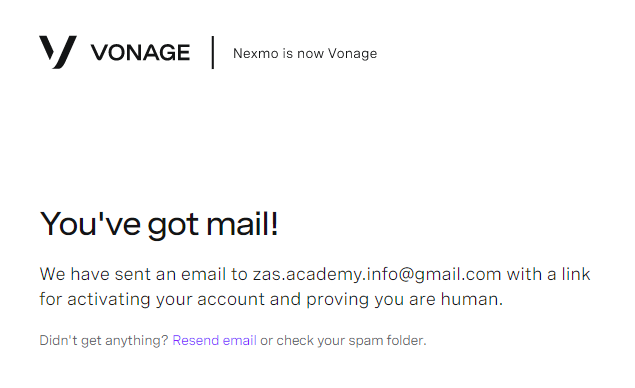 VONAGE
Nexmo is now Vonage
You've got mail!
We have sent an email to zas.academy.info@gmail.com with a link
for activating your account and proving you are human.
Didn't get anything? Resend email or check your spam folder.